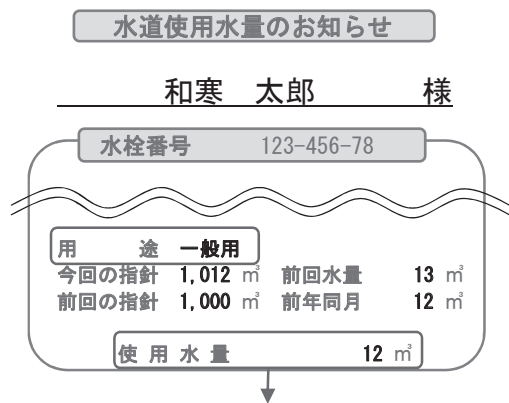 水道使用水量のお知らせ
和寒　太郎　様
水栓番号　123-456-78
用　途　一般用
今回の指針　1,012　㎥　前回水量　13　㎥
前回の指針　1,000　㎥　前年同月　12　㎥
使用水量　12　㎥